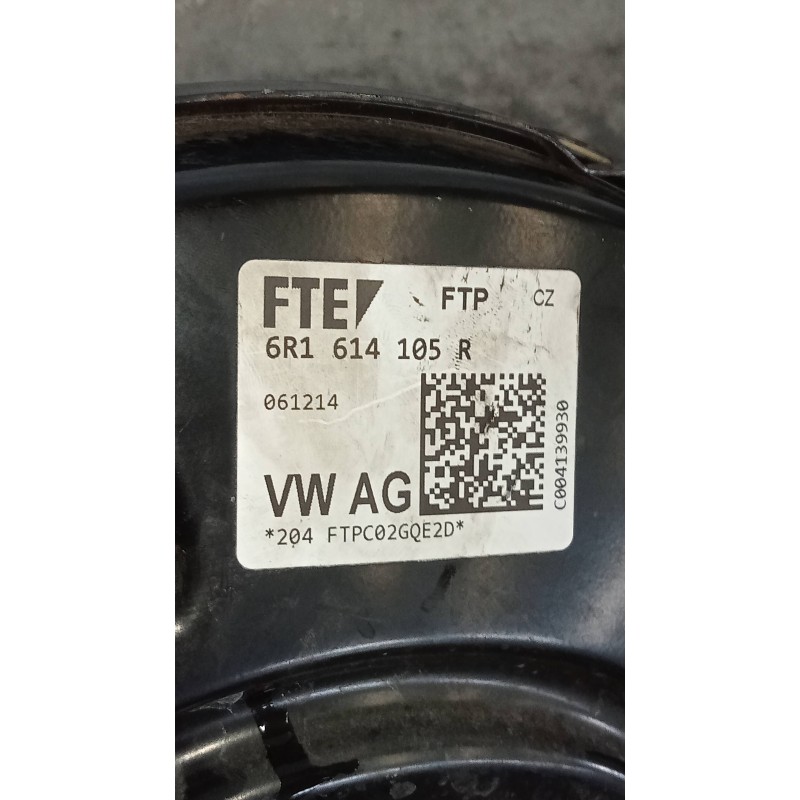 FTE FTP CZ
6R1 614 105 R
061214
VW AG
*204 FTPC02GQE2D*
C004139930